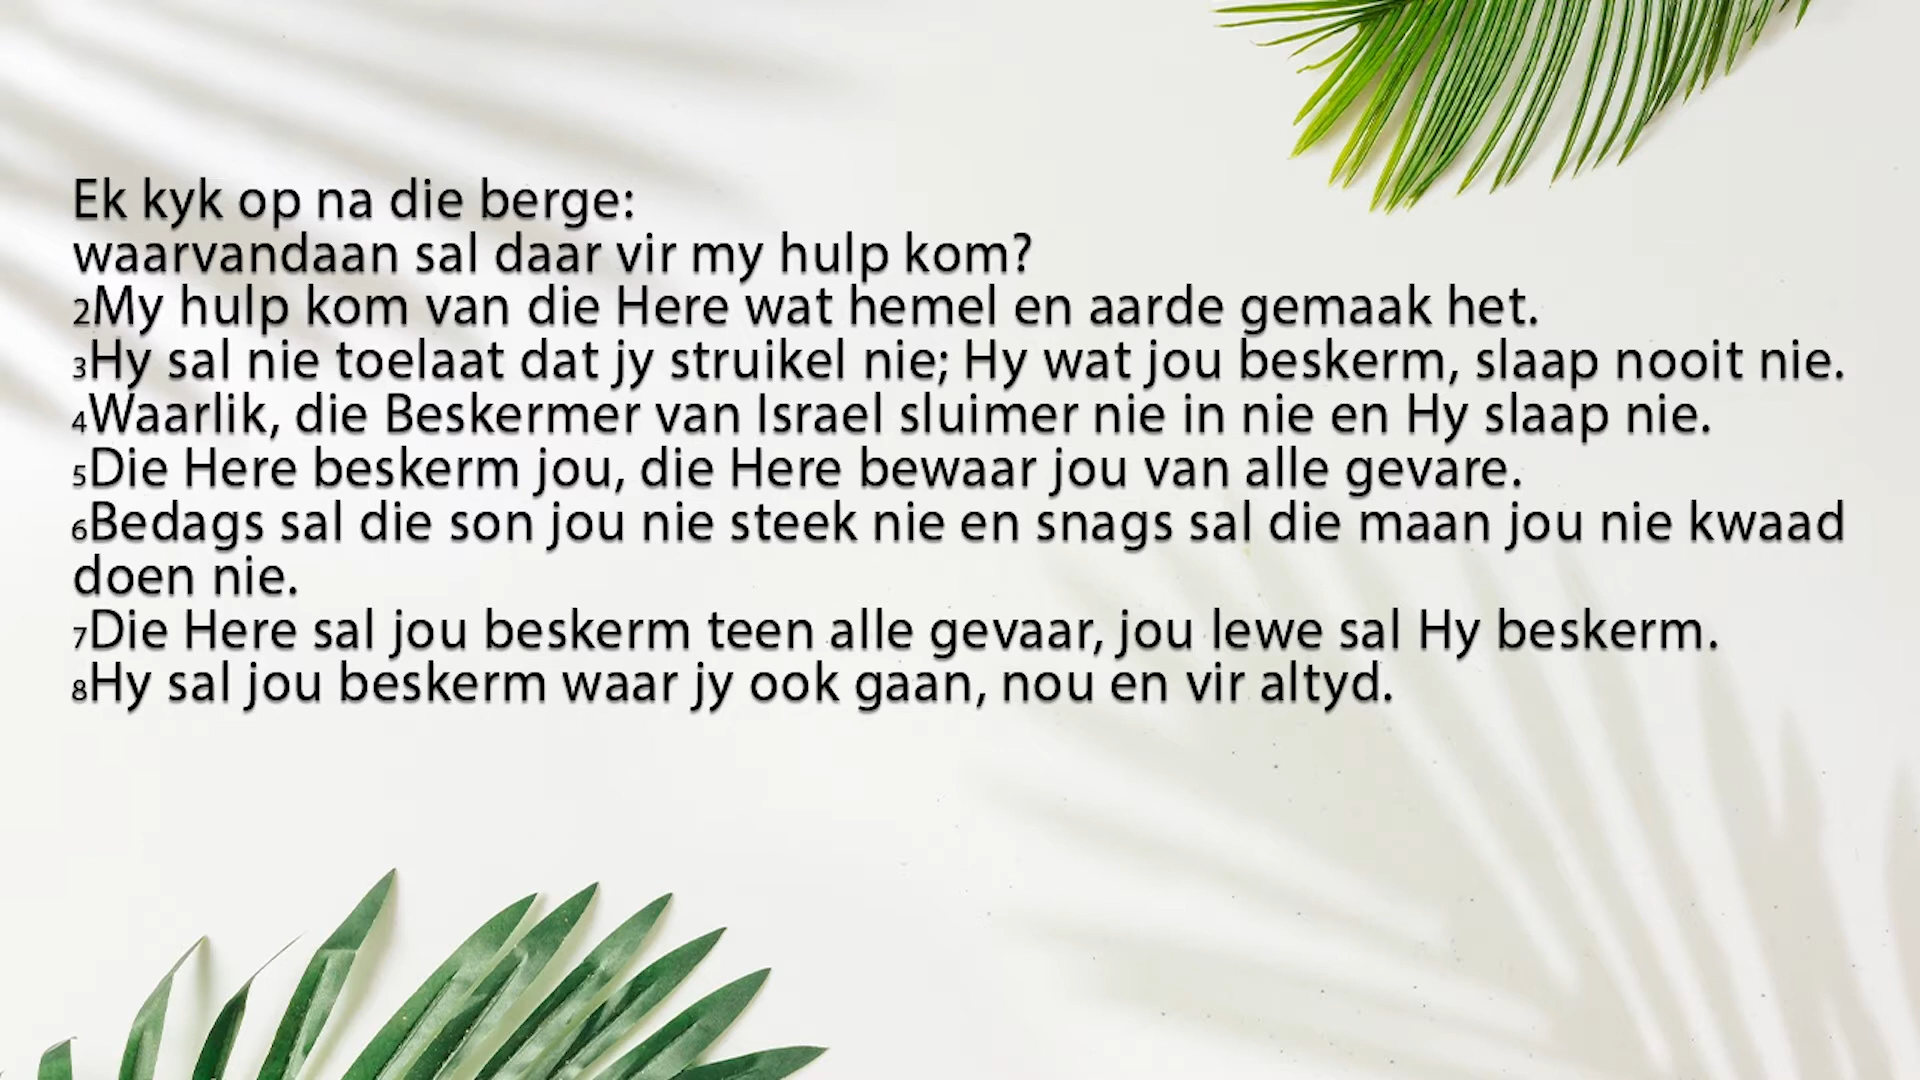 Ek kyk op na die berge:
waarvandaan sal daar vir my hulp kom?
2My hulp kom van die Here wat hemel en aarde gemaak het.
3Hy sal nie toelaat dat jy struikel nie; Hy wat jou beskerm, slaap nooit nie.
4Waarlik, die Beskermer van Israel sluimer nie in nie en Hy slaap nie.
5Die Here beskerm jou, die Here bewaar jou van alle gevare.
6Bedags sal die son jou nie steek nie en snags sal die maan jou nie kwaad
doen nie.
7Die Here sal jou beskerm teen alle gevaar, jou lewe sal Hy beskerm.
8Hy sal jou beskerm waar jy ook gaan, nou en vir altyd.